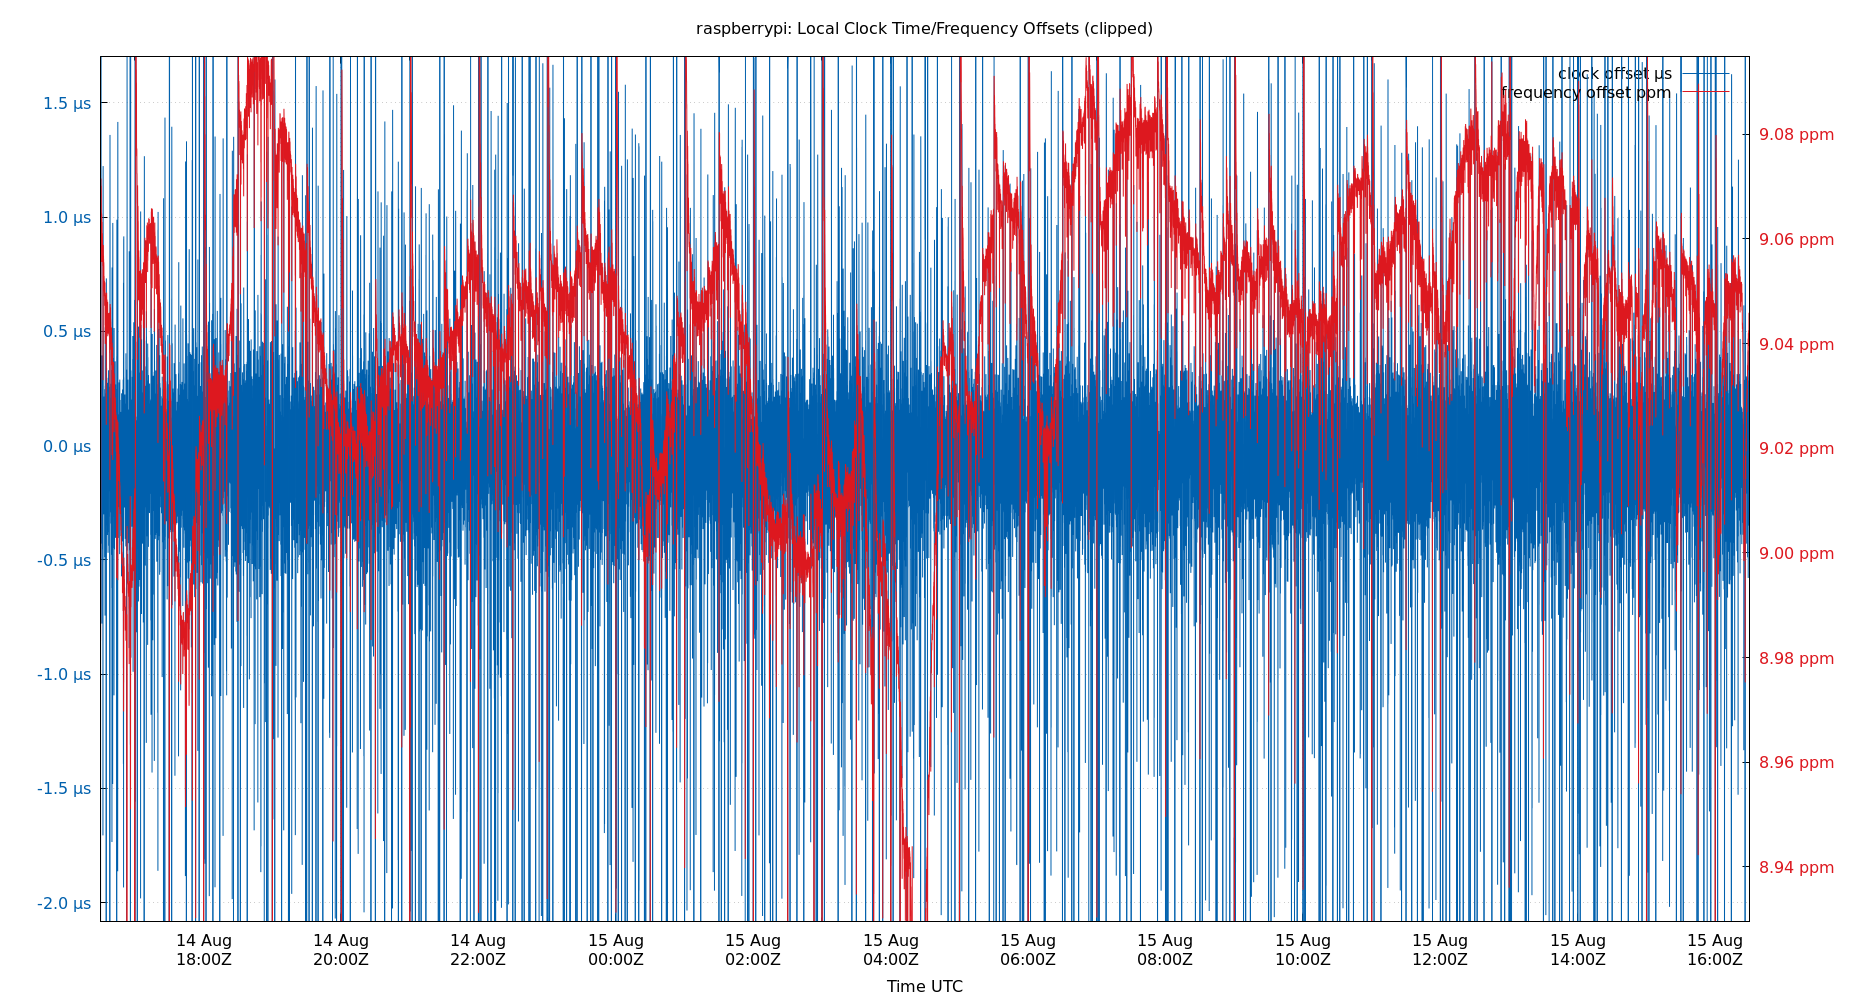 raspberrypi: Local Clock Time/Frequency Offsets (clipped)
clock offset µs
frequency offset ppm
1.5 µs
1.0 µs
0.5 µs
0.0 µs
-0.5 µs
-1.0 µs
-1.5 µs
-2.0 µs
9.08 ppm
9.06 ppm
9.04 ppm
9.02 ppm
9.00 ppm
8.98 ppm
8.96 ppm
8.94 ppm
14 Aug 14 Aug 14 Aug 15 Aug 15 Aug 15 Aug 15 Aug 15 Aug 15 Aug 15 Aug 15 Aug 15 Aug
18:00Z 20:00Z 22:00Z 00:00Z 02:00Z 04:00Z 06:00Z 08:00Z 10:00Z 12:00Z 14:00Z 16:00Z
Time UTC